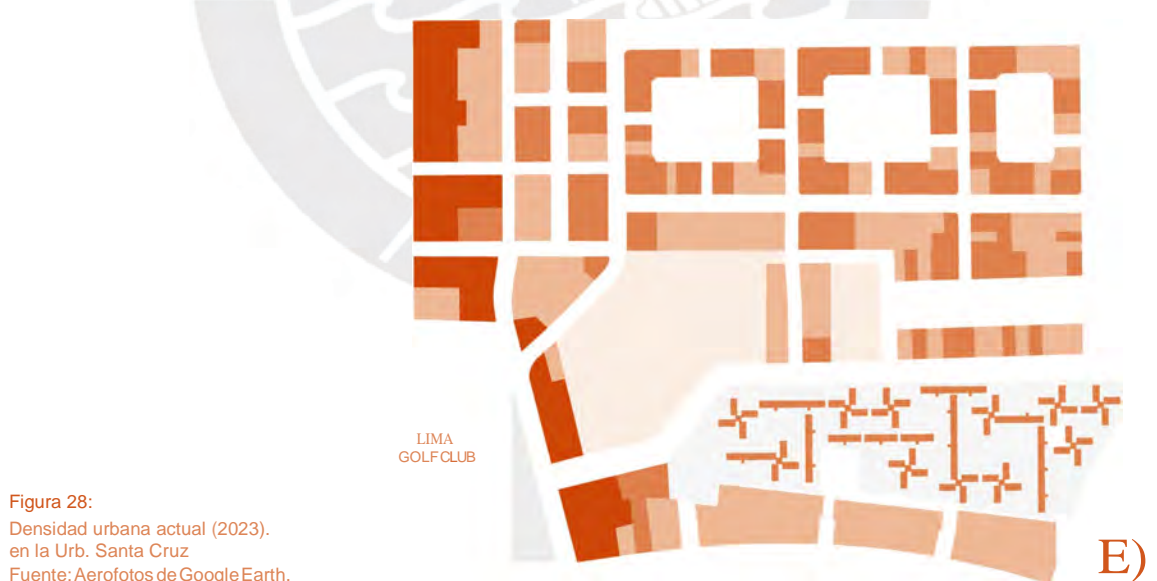 LIMA
GOLF CLUB
Figura 28:
Densidad urbana actual (2023).
en la Urb. Santa Cruz
Fuente: Aerofotos de Google Earth.
E)